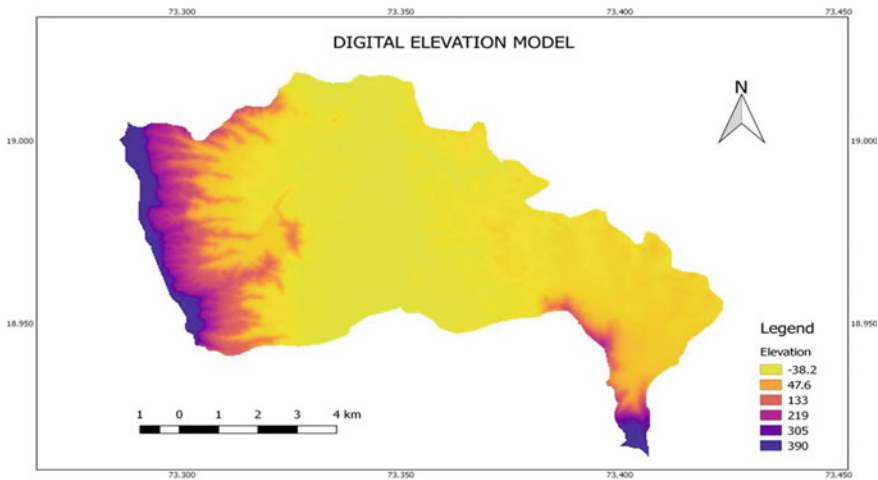 73.300 73.350 73.400 73.450
DIGITAL ELEVATION MODEL
N
19.000 19.000
18.950 18.950
Legend
Elevation
-38.2
47.6
133
219
305
390
1 0 1 2 3 4 km
73.300 73.350 73.400 73.450